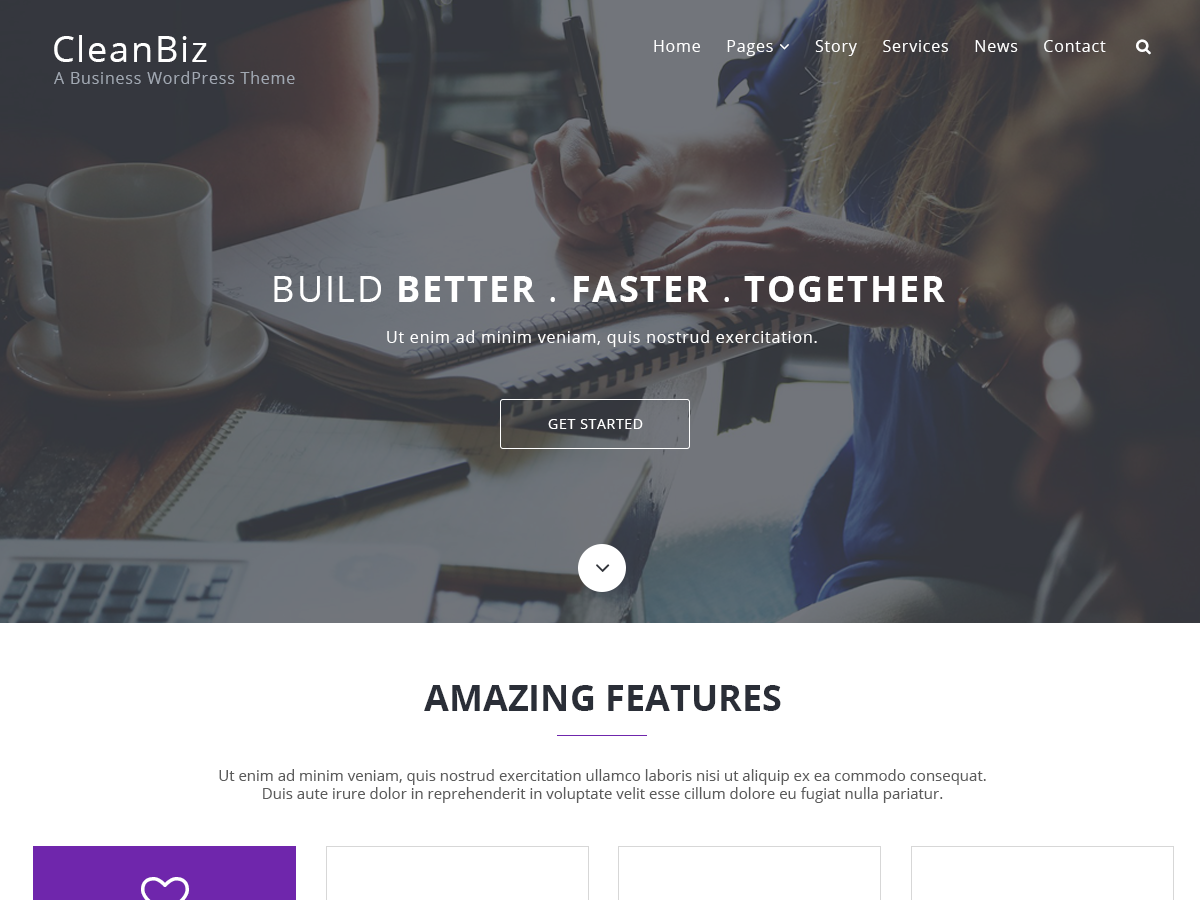 CleanBiz
A Business WordPress Theme
Home Pages Story Services News Contact
BUILD BETTER . FASTER . TOGETHER
Ut enim ad minim veniam, quis nostrud exercitation.
GET STARTED
AMAZING FEATURES
Ut enim ad minim veniam, quis nostrud exercitation ullamco laboris nisi ut aliquip ex ea commodo consequat.
Duis aute irure dolor in reprehenderit in voluptate velit esse cillum dolore eu fugiat nulla pariatur.